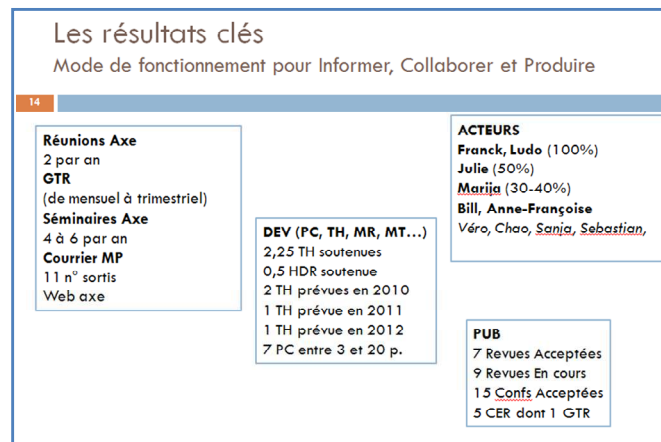 Les résultats clés
Mode de fonctionnement pour Informer, Collaborer et Produire
14
Réunions Axe
2 par an
GTR
(de mensuel à trimestriel)
Séminaires Axe
4 à 6 par an
Courrier MP
11 n° sortis
Web axe
DEV (PC, TH, MR, MT...)
2,25 TH soutenues
0,5 HDR soutenue
2 TH prévues en 2010
1 TH prévue en 2011
1 TH prévue en 2012
7 PC entre 3 et 20 p.
ACTEURS
Franck, Ludo (100%)
Julie (50%)
Marija (30-40%)
Bill, Anne-Françoise
Véro, Chao, Sanja, Sebastian,
PUB
7 Revues Acceptées
9 Revues En cours
15 Confs Acceptées
5 CER dont 1 GTR